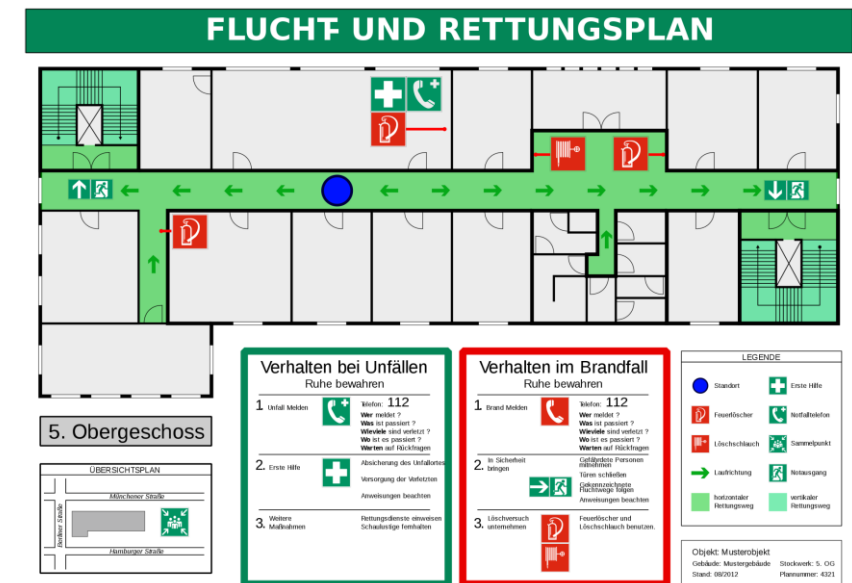 FLUCHT- UND RETTUNGSPLAN
5. Obergeschoss
ÜBERSICHTSPLAN
Münchener Straße
Berliner Straße
Hamburger Straße
Verhalten bei Unfällen
Ruhe bewahren
1 Unfall Melden
Telefon: 112
Wer meldet ?
Was ist passiert ?
Wieviele sind verletzt ?
Wo ist es passiert ?
Warten auf Rückfragen
2. Erste Hilfe
Absicherung des Unfallortes
Versorgung der Verletzten
Anweisungen beachten
3. Weitere
Maßnahmen
Rettungsdienste einweisen
Schaulustige fernhalten
Verhalten im Brandfall
Ruhe bewahren
1 Brand Melden
Telefon: 112
Wer meldet ?
Was ist passiert ?
Wieviele sind verletzt ?
Wo ist es passiert ?
Warten auf Rückfragen
2. In Sicherheit
bringen
Gefährdete Personen
mitnehmen
Türen schließen
Gekennzeichnete
Fluchtwege folgen
Anweisungen beachten
3. Löschversuch
unternehmen
Feuerlöscher und
Löschschlauch benutzen.
LEGENDE
Standort
Erste Hilfe
Feuerlöscher
Notfalltelefon
Löschschlauch
Sammelpunkt
Laufrichtung
Notausgang
horizontaler
Rettungsweg
vertikaler
Rettungsweg
Objekt: Musterobjekt
Gebäude: Mustergebäude Stockwerk: 5. OG
Stand: 08/2012 Plannummer: 4321